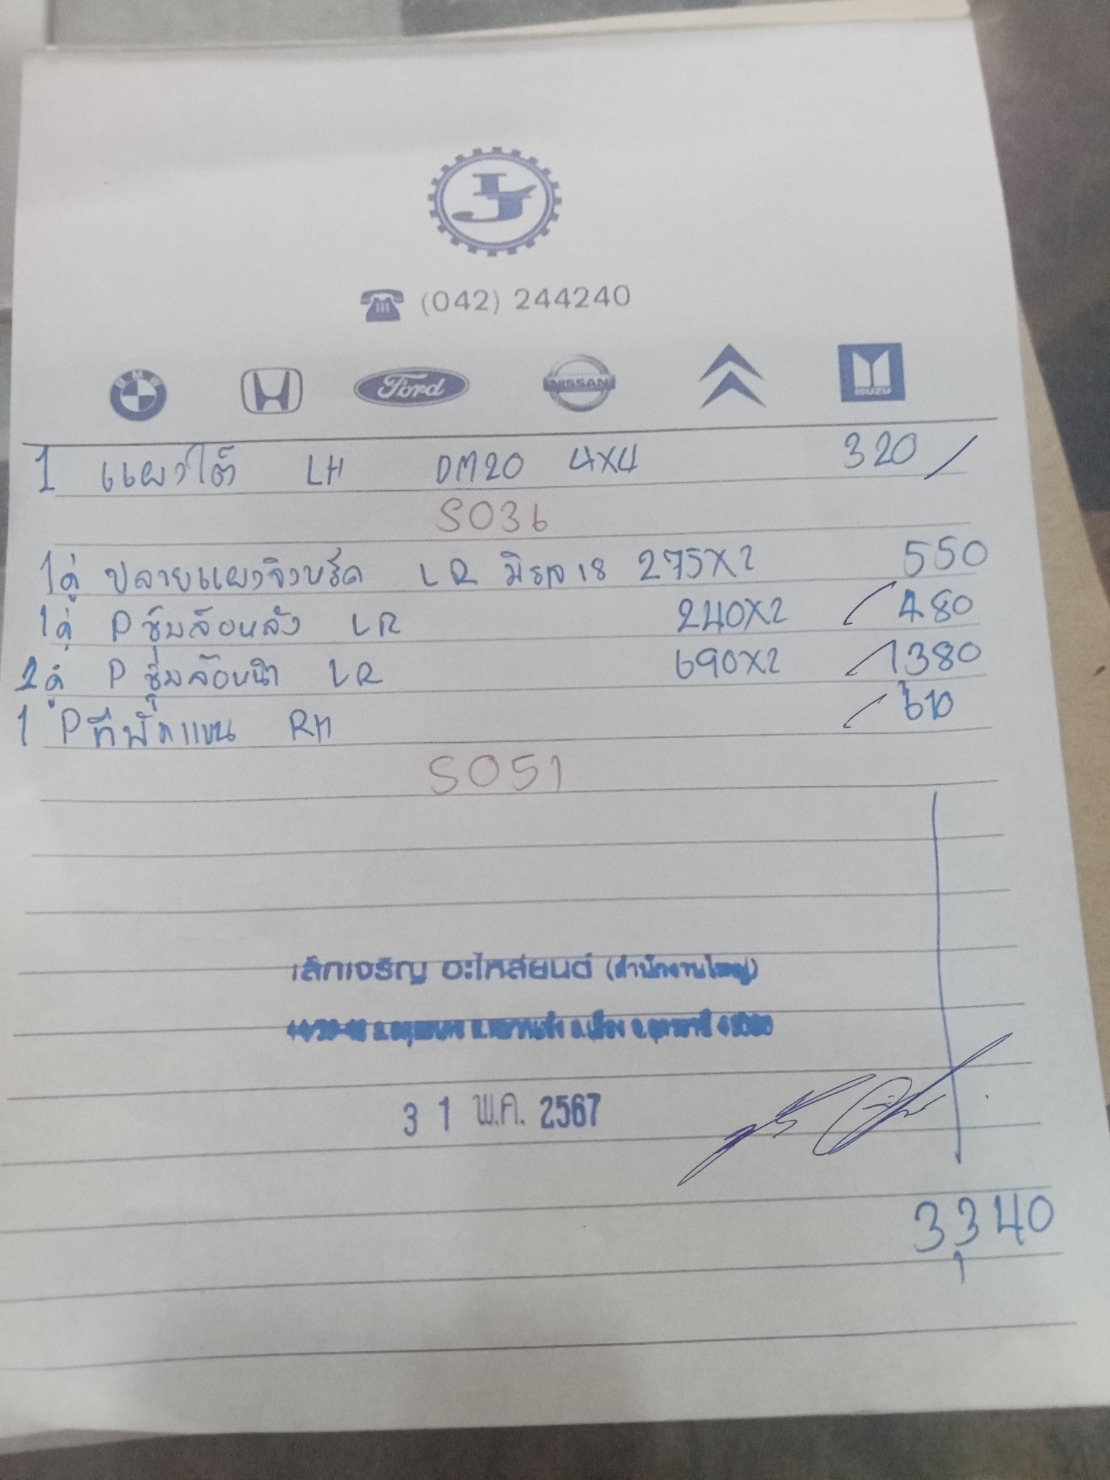 LJ
(042) 244240
BMW Ford NISSAN ISUZU
1 แผงใต้ LH DM20 4X4 320
S036
1คู่ ปลายแผงจิงหรีด LR มิราจ 18 275X2 550
1คู่ P ซุ้มล้อหลัง LR 240X2 480
2คู่ P ซุ้มล้อหน้า LR 690X2 1380
1 P ที่พักแขน RH 610
S051
เล็กเจริญ อะไหล่ยนต์ (สำนักงานใหญ่)
31 พ.ค. 2567
3340